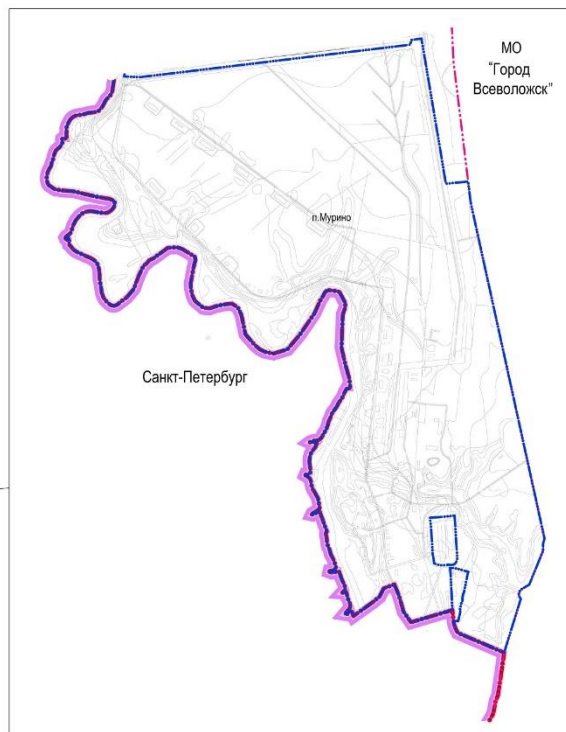 МО
“Город
Всеволожск”
п.Мурино
Санкт-Петербург